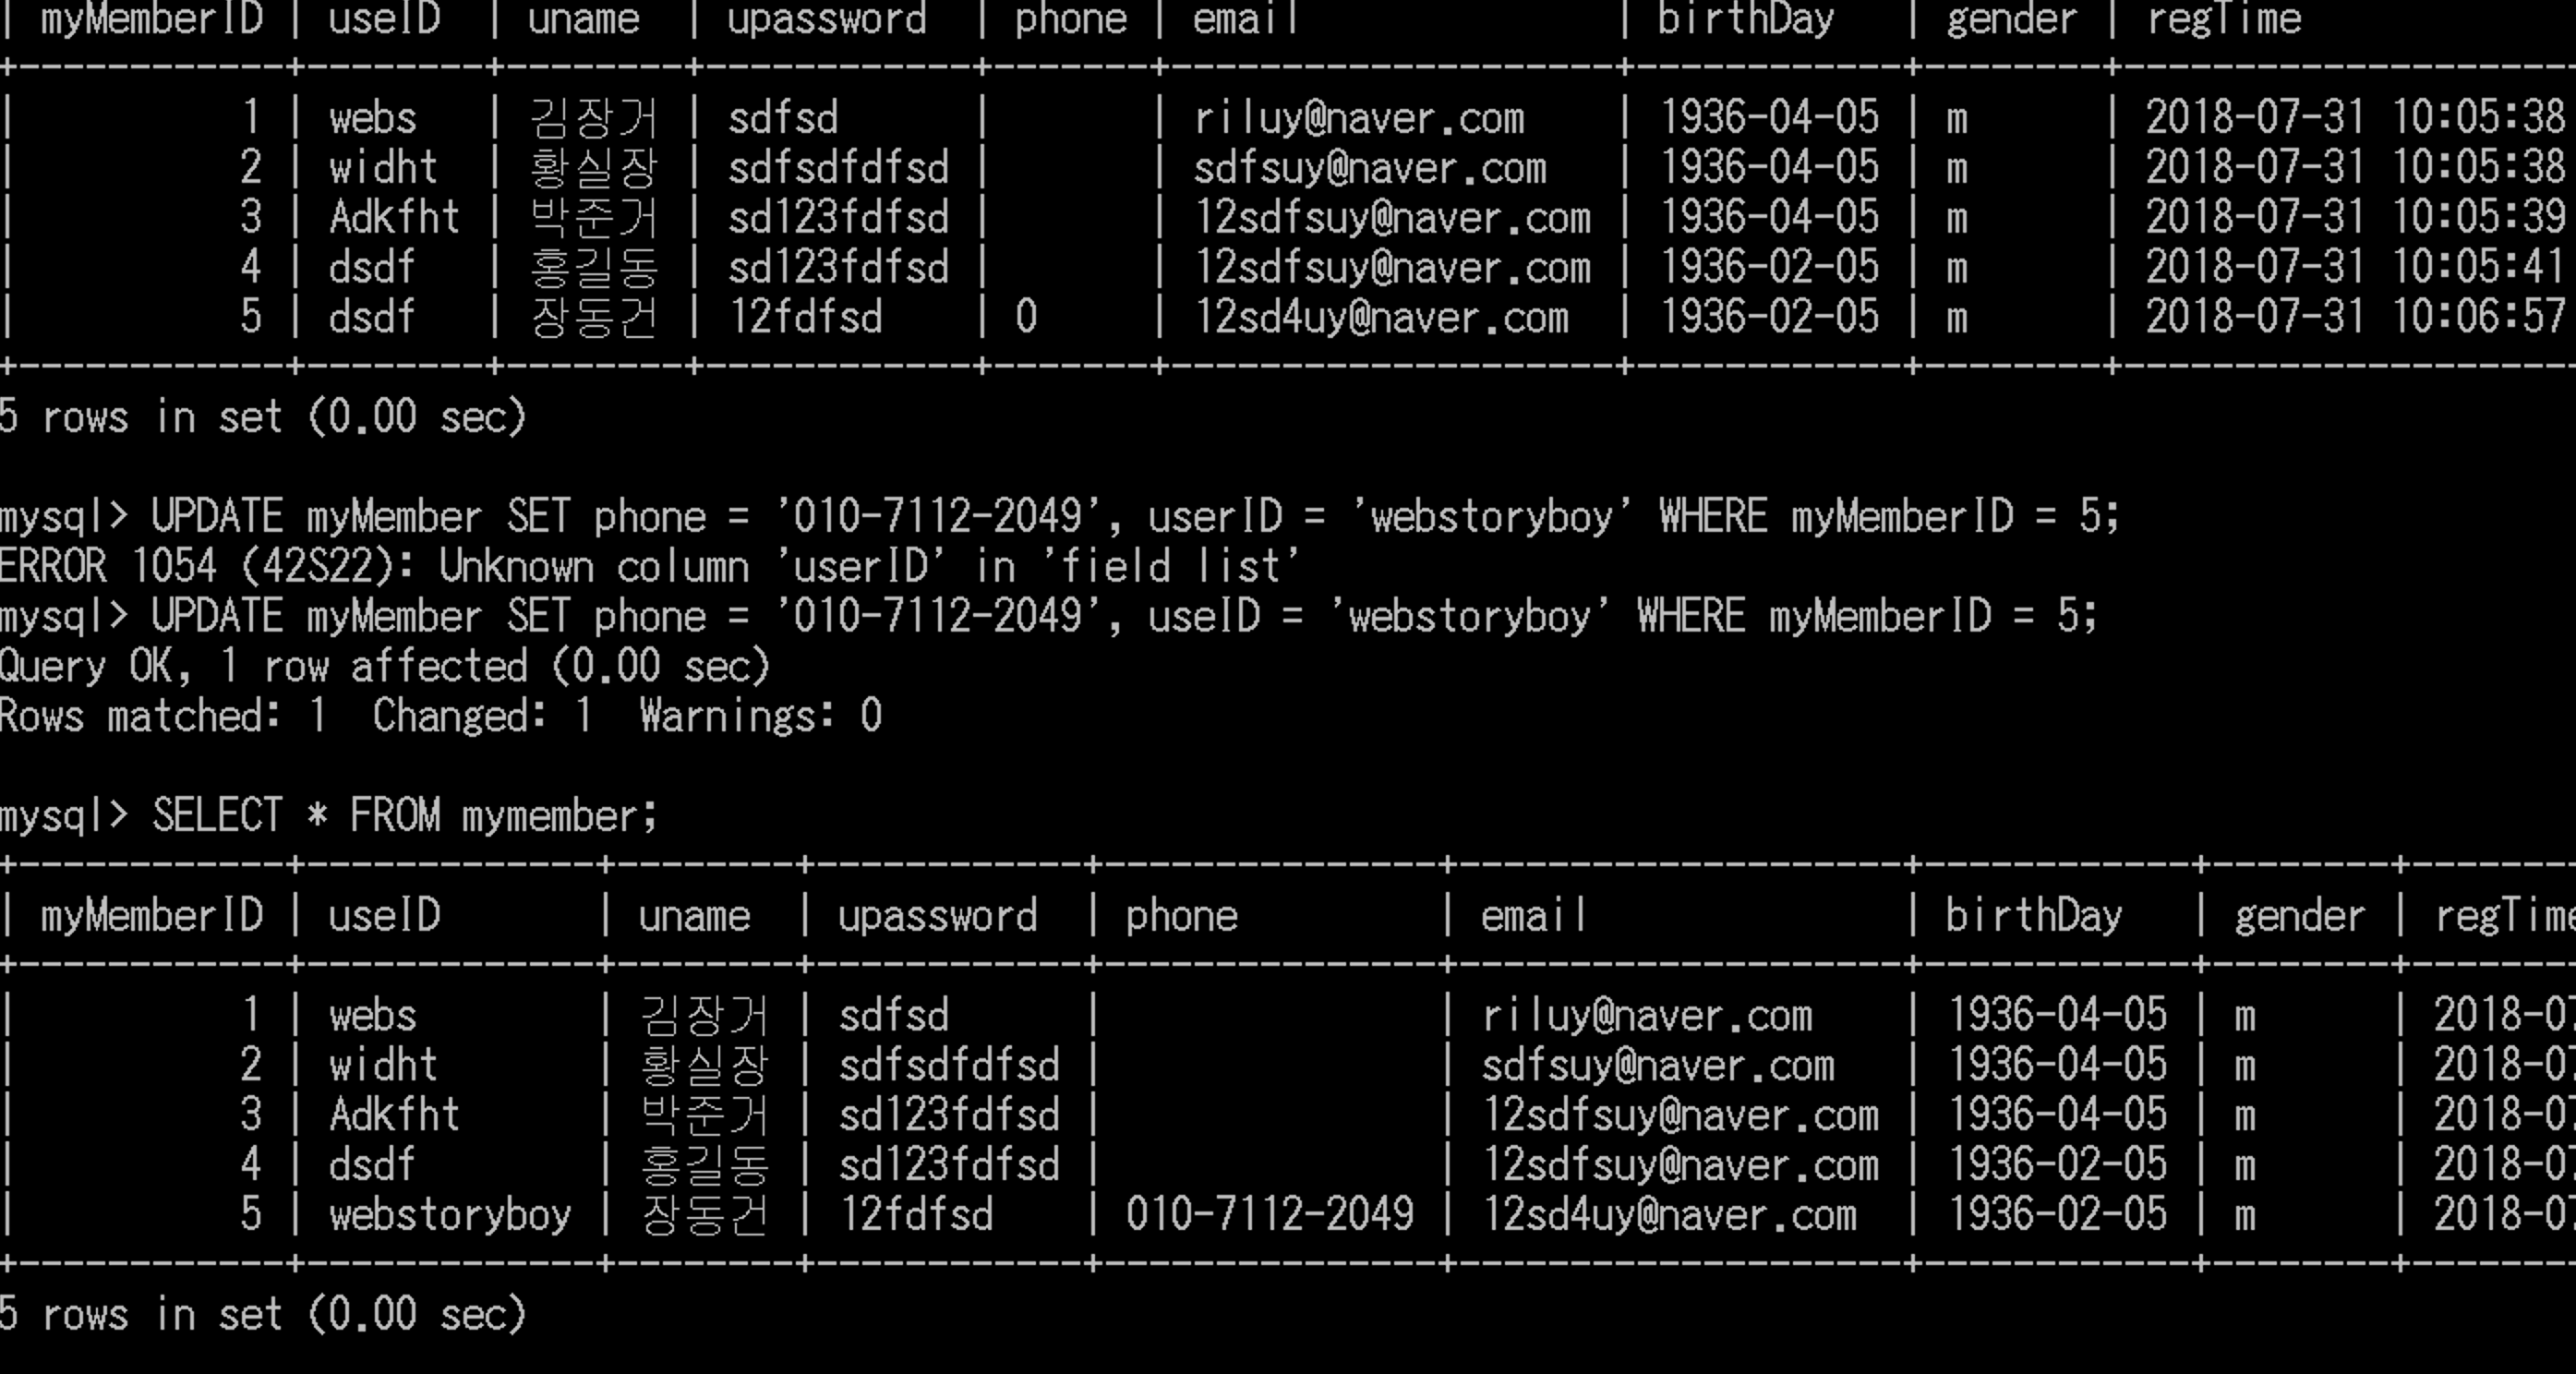 | myMemberID | useID  | uname  | upassword  | phone | email             | birthDay   | gender | regTime
+------------+--------+--------+------------+-------+-------------------+------------+--------+--------------------
|          1 | webs   | 김장거 | sdfsd      |       | riluy@naver.com   | 1936-04-05 | m      | 2018-07-31 10:05:38
|          2 | widht  | 황실장 | sdfsdfdfsd |       | sdfsuy@naver.com  | 1936-04-05 | m      | 2018-07-31 10:05:38
|          3 | Adkfht | 박준거 | sd123fdfsd |       | 12sdfsuy@naver.com | 1936-04-05 | m      | 2018-07-31 10:05:39
|          4 | dsdf   | 홍길동 | sd123fdfsd |       | 12sdfsuy@naver.com | 1936-02-05 | m      | 2018-07-31 10:05:41
|          5 | dsdf   | 장동건 | 12fdfsd    | 0     | 12sd4uy@naver.com | 1936-02-05 | m      | 2018-07-31 10:06:57
+------------+--------+--------+------------+-------+-------------------+------------+--------+--------------------
5 rows in set (0.00 sec)
mysql> UPDATE myMember SET phone = '010-7112-2049', userID = 'webstoryboy' WHERE myMemberID = 5;
ERROR 1054 (42S22): Unknown column 'userID' in 'field list'
mysql> UPDATE myMember SET phone = '010-7112-2049', useID = 'webstoryboy' WHERE myMemberID = 5;
Query OK, 1 row affected (0.00 sec)
Rows matched: 1  Changed: 1  Warnings: 0
mysql> SELECT * FROM mymember;
+------------+-------------+--------+------------+---------------+--------------------+------------+--------+--------
| myMemberID | useID       | uname  | upassword  | phone         | email              | birthDay   | gender | regTime
+------------+-------------+--------+------------+---------------+--------------------+------------+--------+--------
|          1 | webs        | 김장거 | sdfsd      |               | riluy@naver.com    | 1936-04-05 | m      | 2018-07
|          2 | widht       | 황실장 | sdfsdfdfsd |               | sdfsuy@naver.com   | 1936-04-05 | m      | 2018-07
|          3 | Adkfht      | 박준거 | sd123fdfsd |               | 12sdfsuy@naver.com | 1936-04-05 | m      | 2018-07
|          4 | dsdf        | 홍길동 | sd123fdfsd |               | 12sdfsuy@naver.com | 1936-02-05 | m      | 2018-07
|          5 | webstoryboy | 장동건 | 12fdfsd    | 010-7112-2049 | 12sd4uy@naver.com  | 1936-02-05 | m      | 2018-07
+------------+-------------+--------+------------+---------------+--------------------+------------+--------+--------
5 rows in set (0.00 sec)